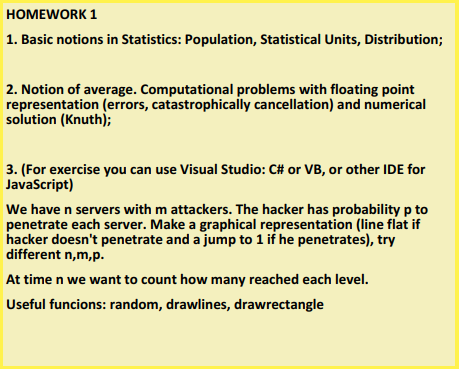 HOMEWORK 1
1. Basic notions in Statistics: Population, Statistical Units, Distribution;
2. Notion of average. Computational problems with floating point
representation (errors, catastrophically cancellation) and numerical
solution (Knuth);
3. (For exercise you can use Visual Studio: C# or VB, or other IDE for
JavaScript)
We have n servers with m attackers. The hacker has probability p to
penetrate each server. Make a graphical representation (line flat if
hacker doesn't penetrate and a jump to 1 if he penetrates), try
different n,m,p.
At time n we want to count how many reached each level.
Useful funcions: random, drawlines, drawrectangle